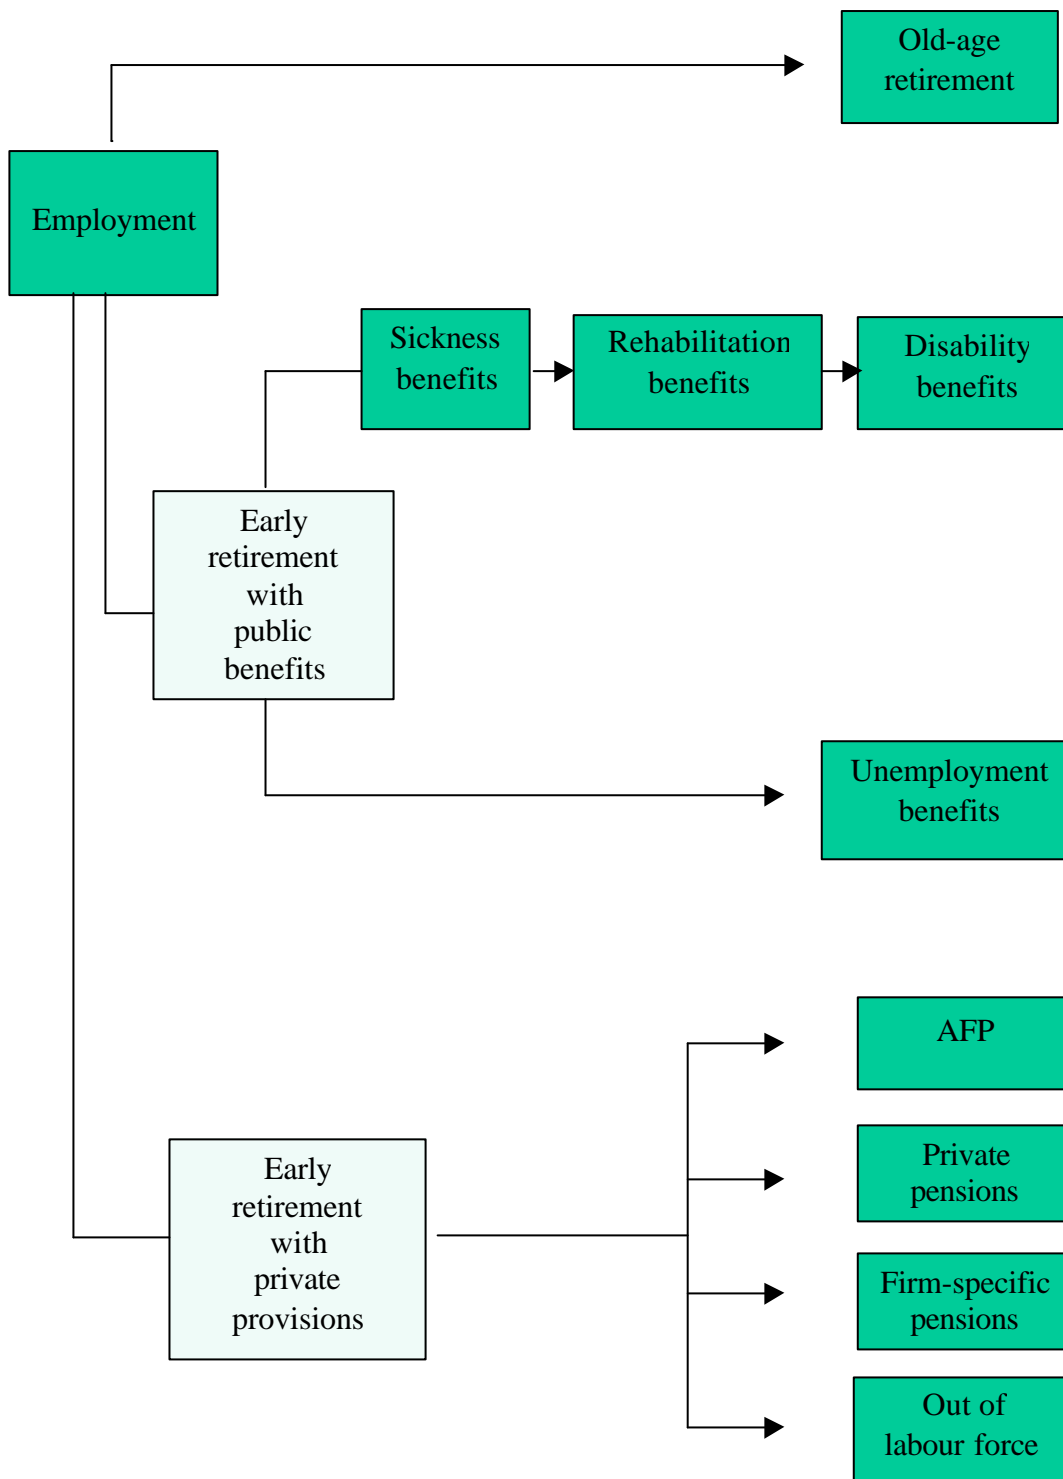 Old-age
retirement
Employment
Sickness
benefits
Rehabilitation
benefits
Disability
benefits
Early
retirement
with
public
benefits
Unemployment
benefits
AFP
Early
retirement
with
private
provisions
Private
pensions
Firm-specific
pensions
Out of
labour force